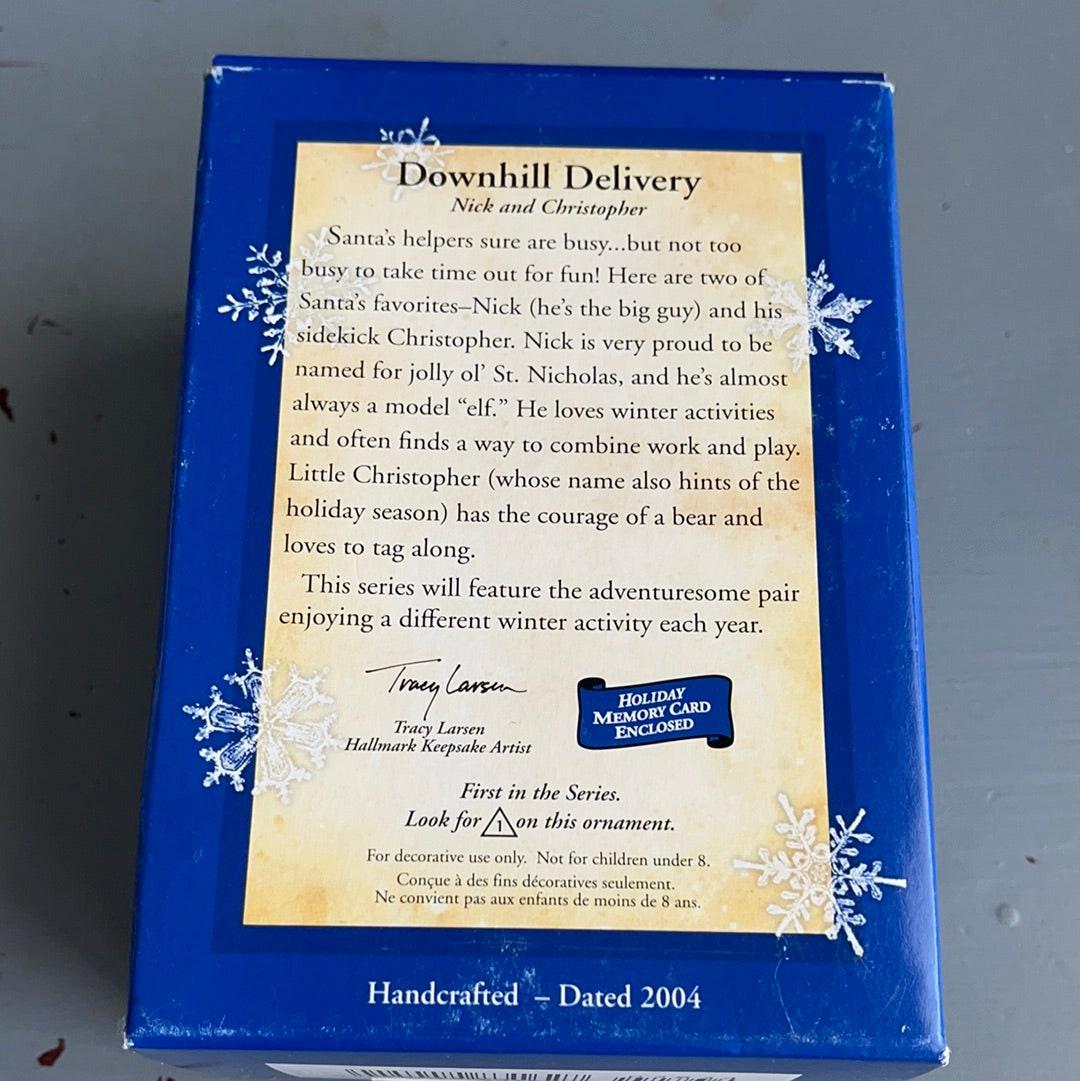 Downhill Delivery
Nick and Christopher
Santa's helpers sure are busy...but not too
busy to take time out for fun! Here are two of
Santa's favorites–Nick (he's the big guy) and his
sidekick Christopher. Nick is very proud to be
named for jolly ol' St. Nicholas, and he's almost
always a model "elf." He loves winter activities
and often finds a way to combine work and play.
Little Christopher (whose name also hints of the
holiday season) has the courage of a bear and
loves to tag along.
This series will feature the adventuresome pair
enjoying a different winter activity each year.
Tracy Larsen
Tracy Larsen
Hallmark Keepsake Artist
HOLIDAY
MEMORY CARD
ENCLOSED
First in the Series.
Look for 1 on this ornament.
For decorative use only. Not for children under 8.
Conçue à des fins décoratives seulement.
Ne convient pas aux enfants de moins de 8 ans.
Handcrafted – Dated 2004